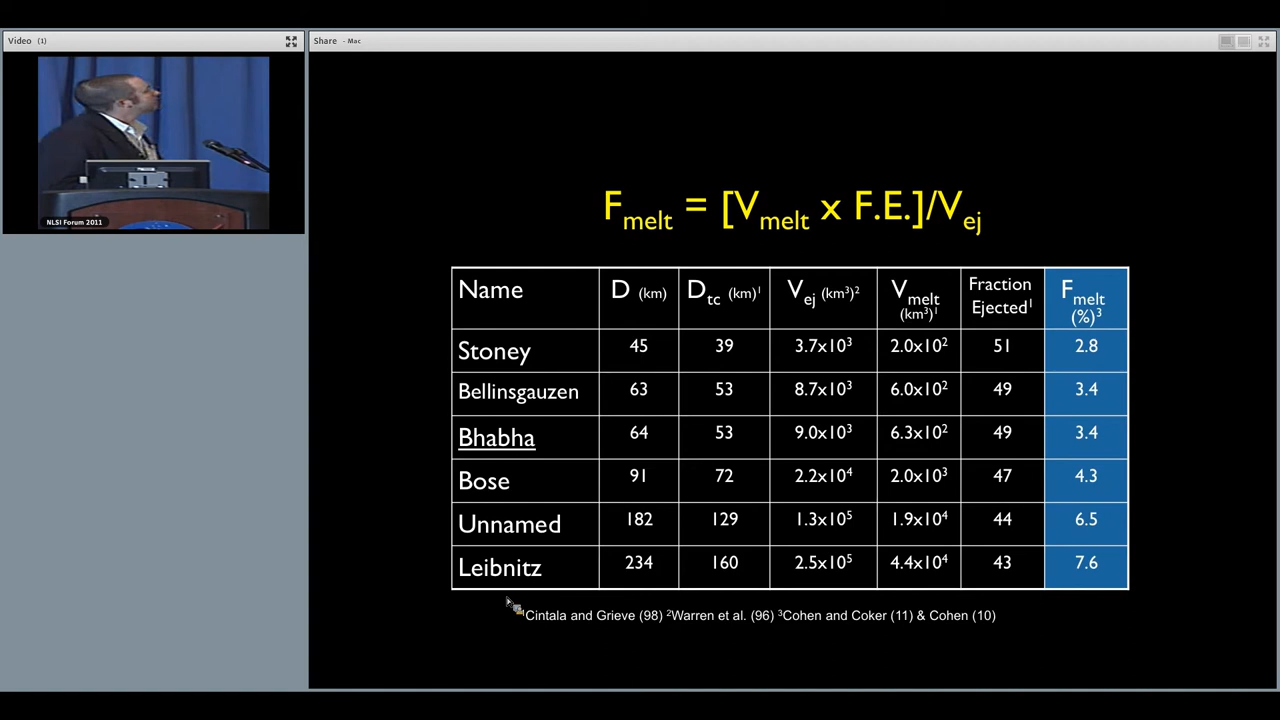 Video (1)
Share - Mac
NLSI Forum 2011
Fmelt = [Vmelt x F.E.]/Vej
Name D (km) Dtc (km)¹ Vej (km³)² Vmelt (km³)¹ Fraction Ejected¹ Fmelt (%)³
Stoney 45 39 3.7x10³ 2.0x10² 51 2.8
Bellinsgauzen 63 53 8.7x10³ 6.0x10² 49 3.4
Bhabha 64 53 9.0x10³ 6.3x10² 49 3.4
Bose 91 72 2.2x10⁴ 2.0x10³ 47 4.3
Unnamed 182 129 1.3x10⁵ 1.9x10⁴ 44 6.5
Leibnitz 234 160 2.5x10⁵ 4.4x10⁴ 43 7.6
¹Cintala and Grieve (98) ²Warren et al. (96) ³Cohen and Coker (11) & Cohen (10)